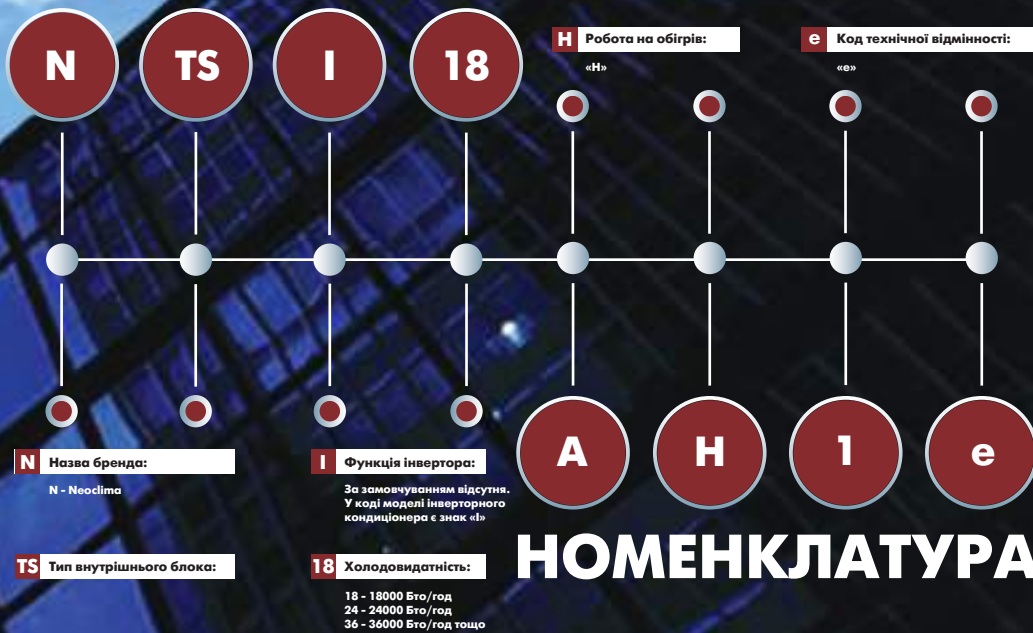 N TS I 18
H Робота на обігрів:
«H»
e Код технічної відмінності:
«e»
N Назва бренда:
N - Neoclima
I Функція інвертора:
За замовчуванням відсутня.
У коді моделі інверторного
кондиціонера є знак «I»
A H 1 e
НОМЕНКЛАТУРА
TS Тип внутрішнього блока:
18 Холодовидатність:
18 - 18000 Бто/год
24 - 24000 Бто/год
36 - 36000 Бто/год тощо